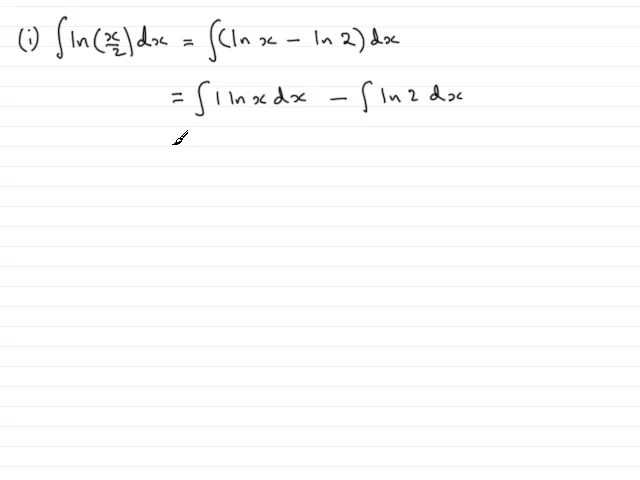 (i) ∫ ln(x/2) dx = ∫(ln x − ln 2) dx
= ∫ 1 ln x dx − ∫ ln 2 dx